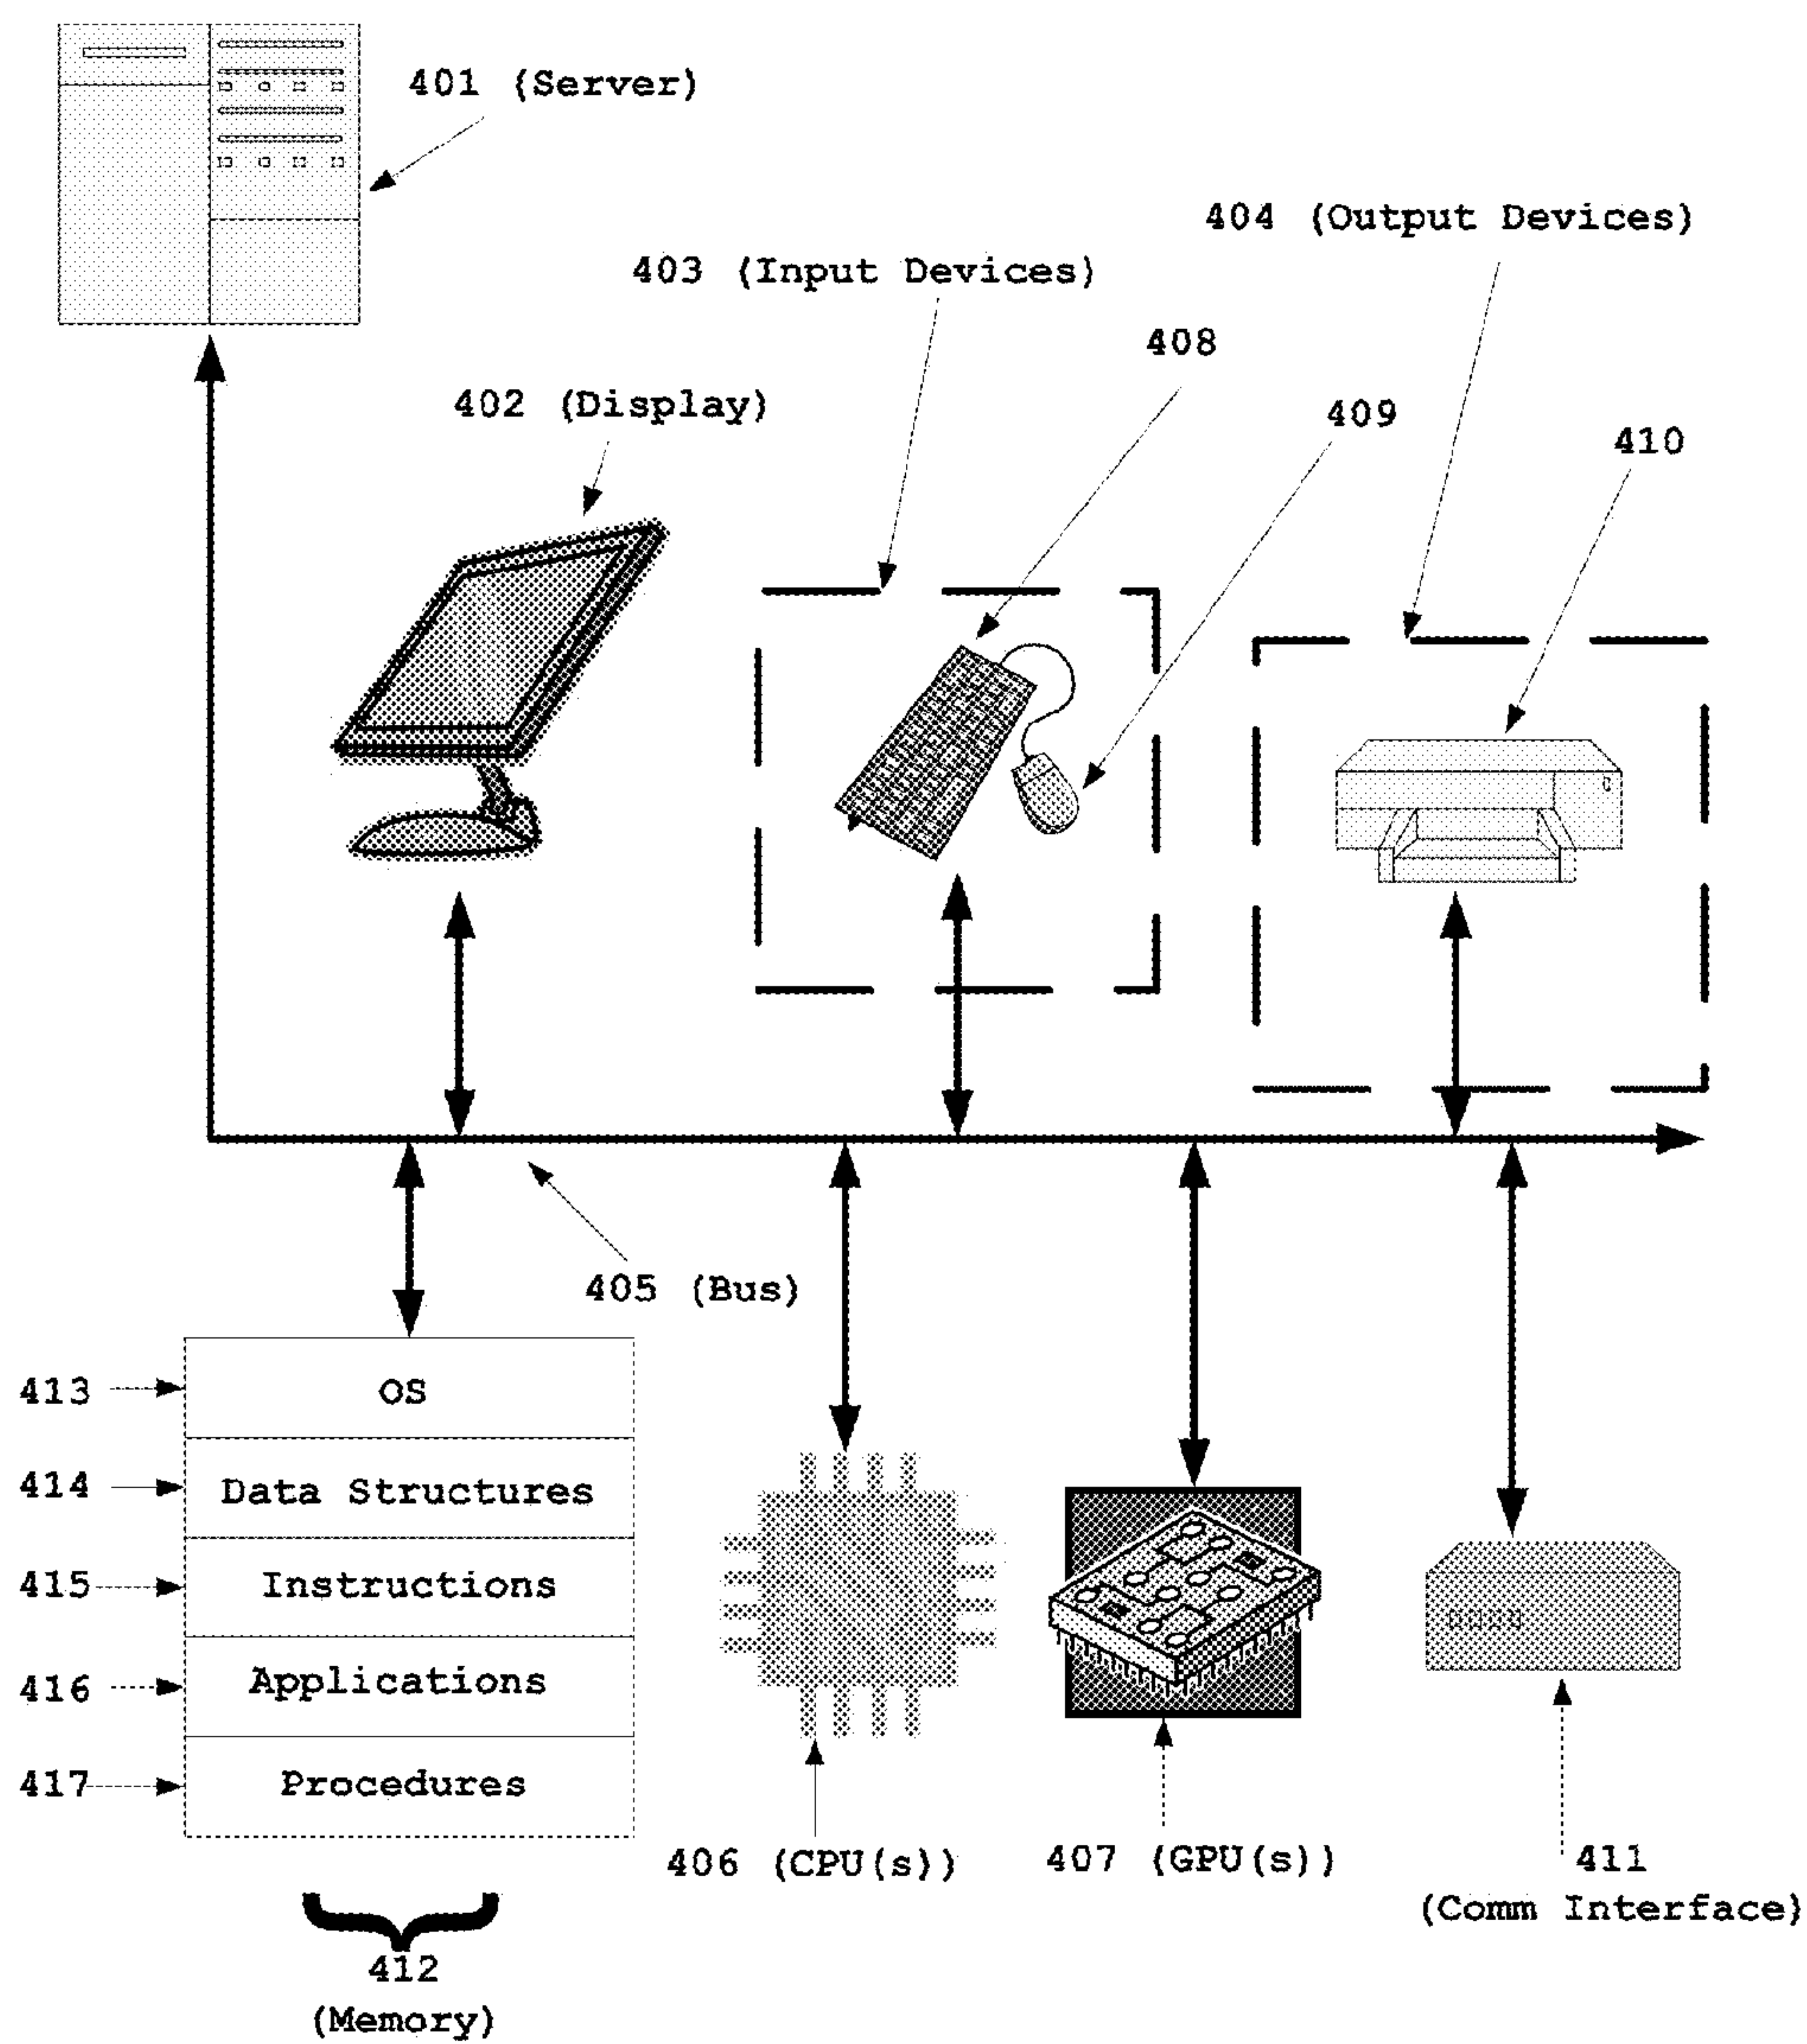 401 (Server)
404 (Output Devices)
403 (Input Devices)
408
402 (Display)
409
410
405 (Bus)
413
OS
414
Data Structures
415
Instructions
416
Applications
417
Procedures
406 (CPU(s))
407 (GPU(s))
411
(Comm Interface)
412
(Memory)